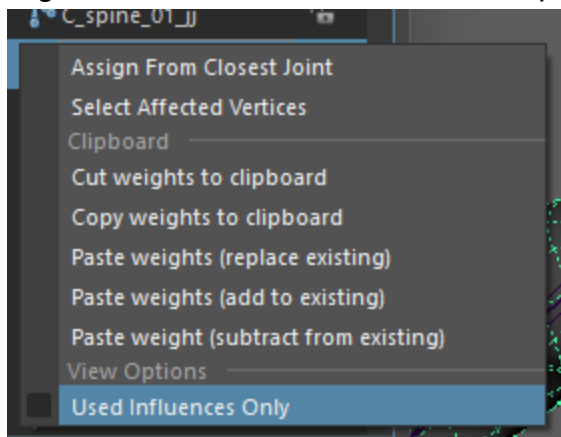 C_spine_01_jj
Assign From Closest Joint
Select Affected Vertices
Clipboard
Cut weights to clipboard
Copy weights to clipboard
Paste weights (replace existing)
Paste weights (add to existing)
Paste weight (subtract from existing)
View Options
Used Influences Only